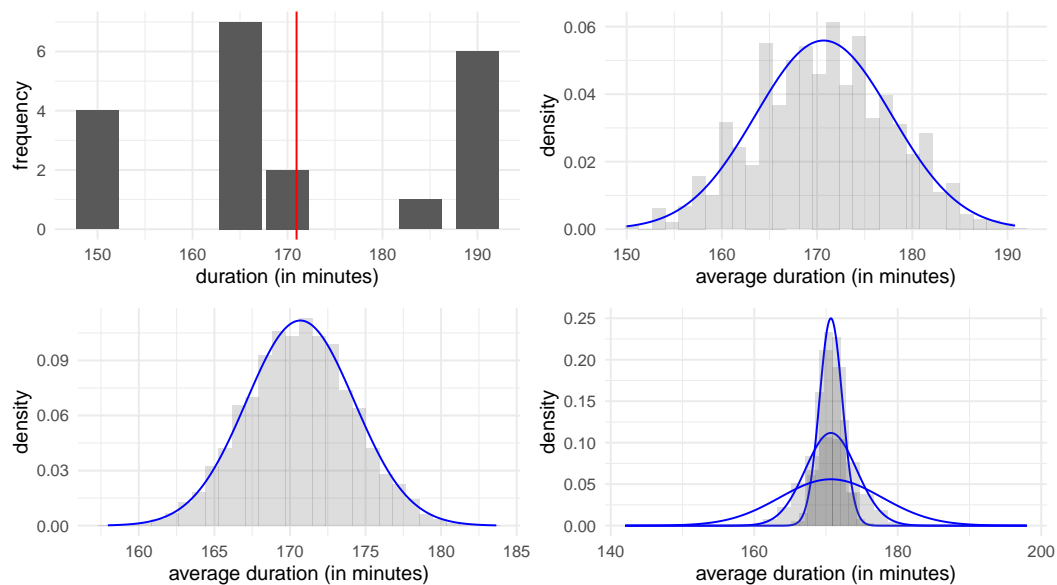 frequency
6
4
2
0
150 160 170 180 190
duration (in minutes)
density
0.06
0.04
0.02
0.00
150 160 170 180 190
average duration (in minutes)
density
0.09
0.06
0.03
0.00
160 165 170 175 180 185
average duration (in minutes)
density
0.25
0.20
0.15
0.10
0.05
0.00
140 160 180 200
average duration (in minutes)